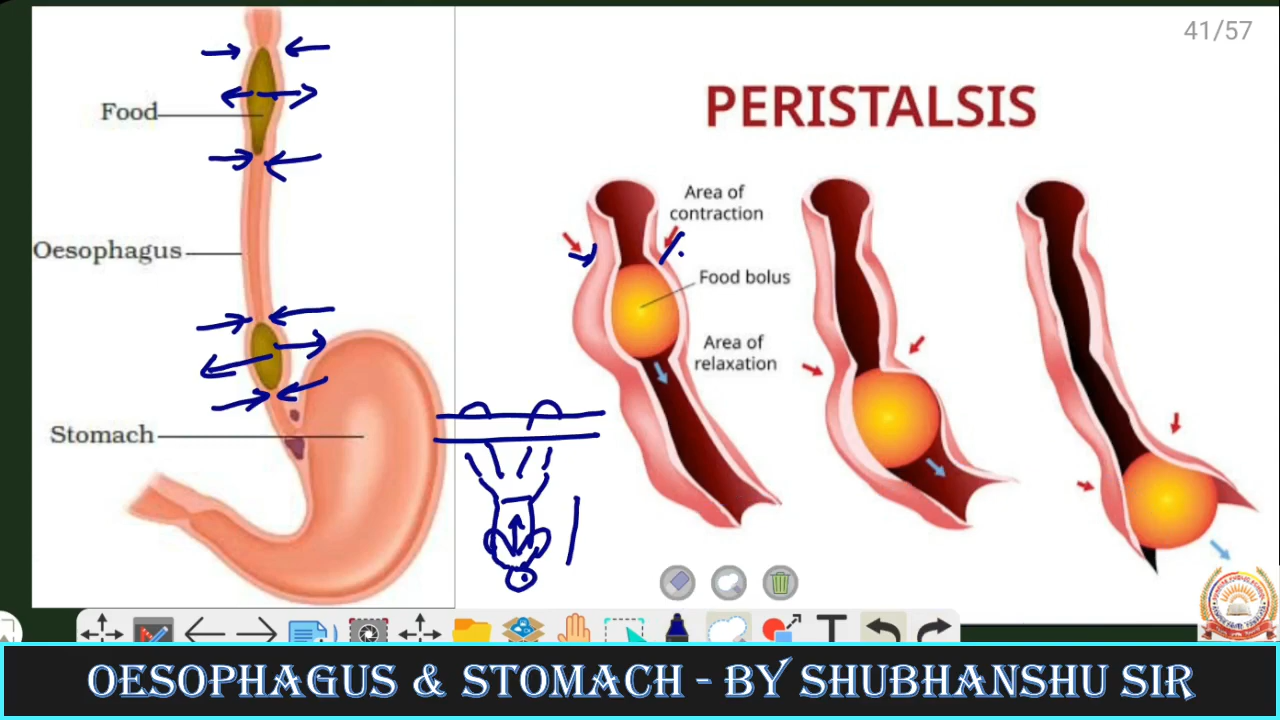 41/57
PERISTALSIS
Food
Oesophagus
Stomach
Area of
contraction
Food bolus
Area of
relaxation
OESOPHAGUS & STOMACH - BY SHUBHANSHU SIR